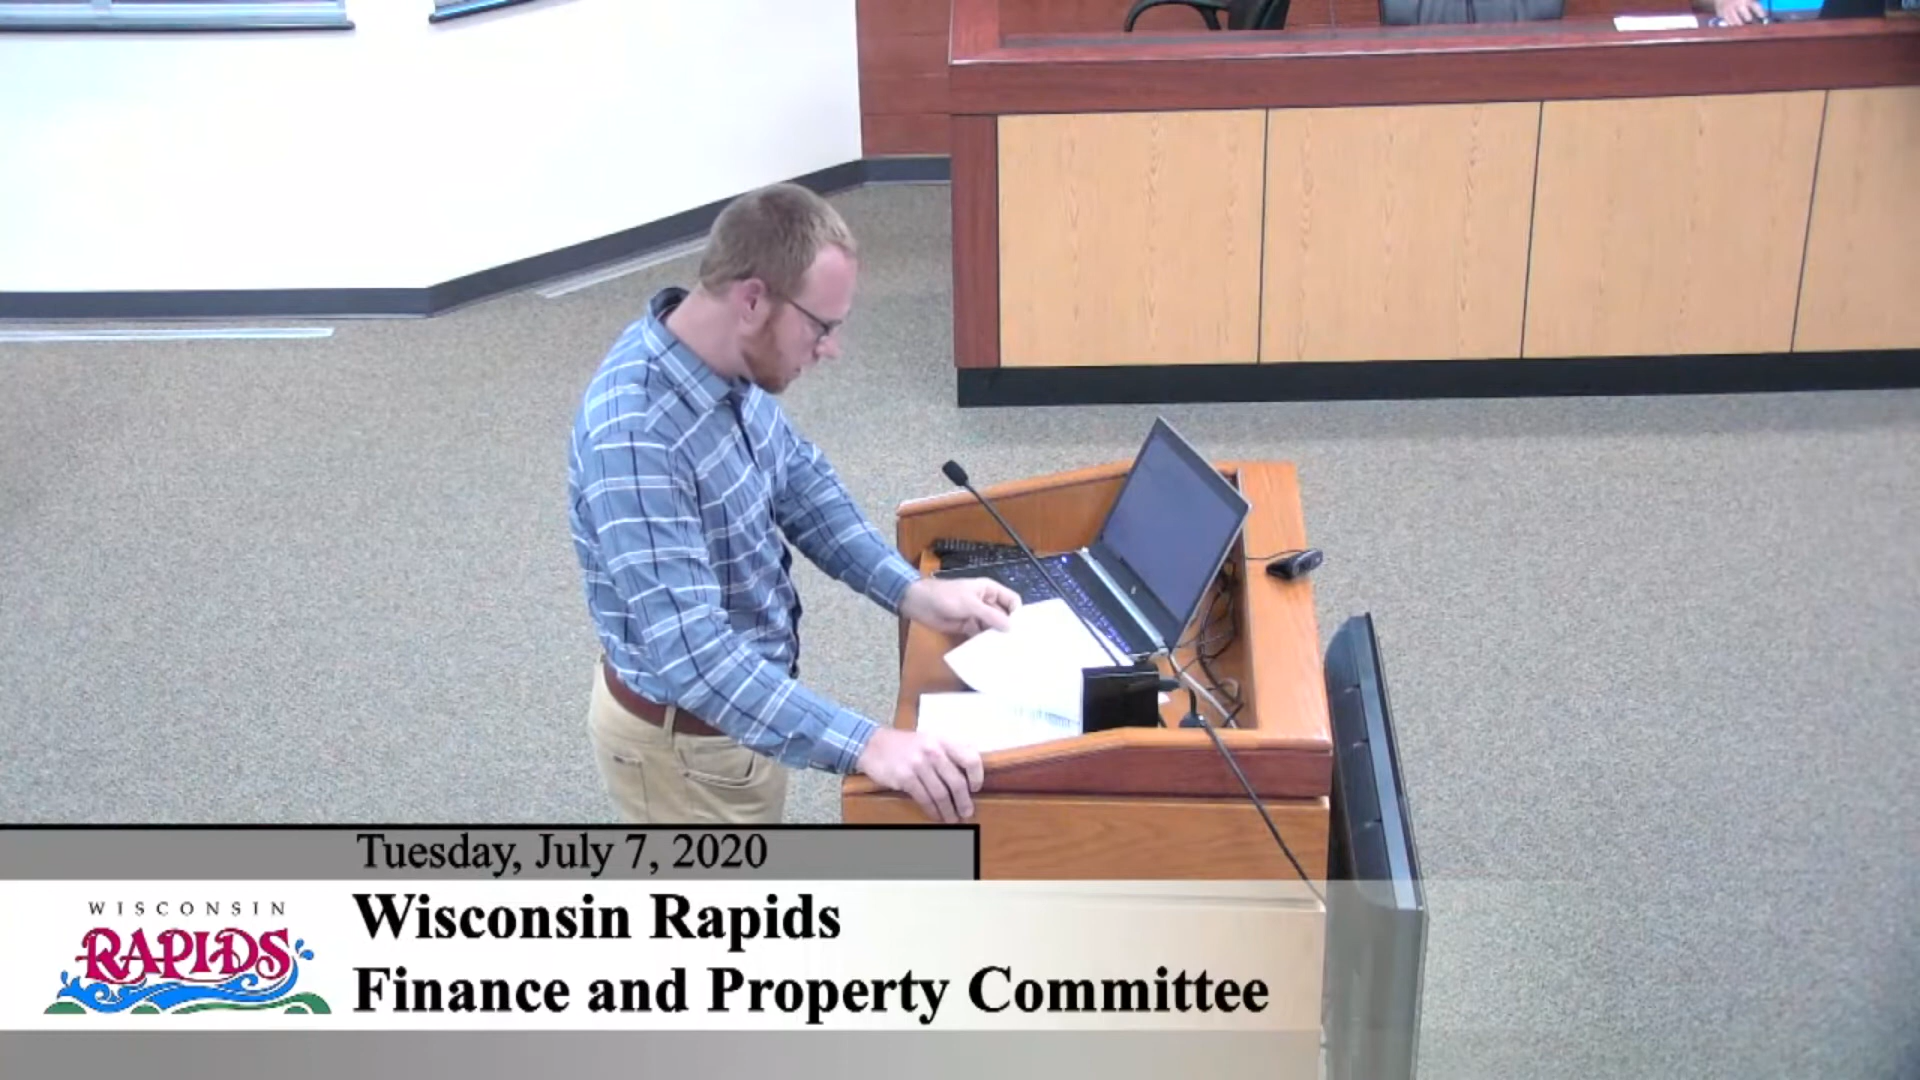 Tuesday, July 7, 2020
WISCONSIN
RAPIDS
Wisconsin Rapids
Finance and Property Committee